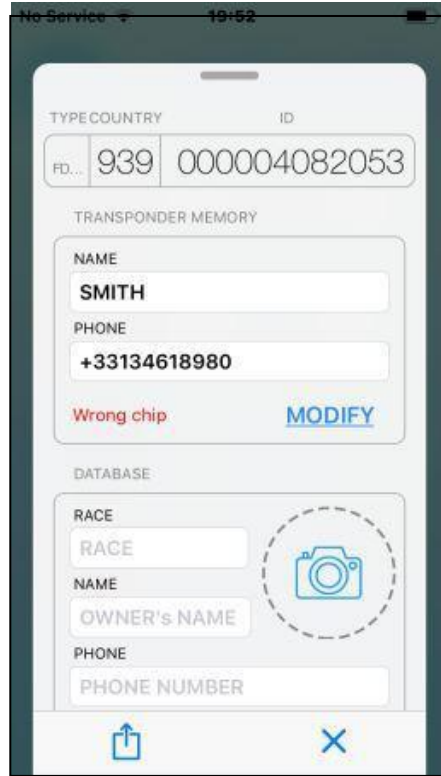 No Service 19:52
TYPE COUNTRY ID
FD... 939 000004082053
TRANSPONDER MEMORY
NAME
SMITH
PHONE
+33134618980
Wrong chip MODIFY
DATABASE
RACE
RACE
NAME
OWNER's NAME
PHONE
PHONE NUMBER